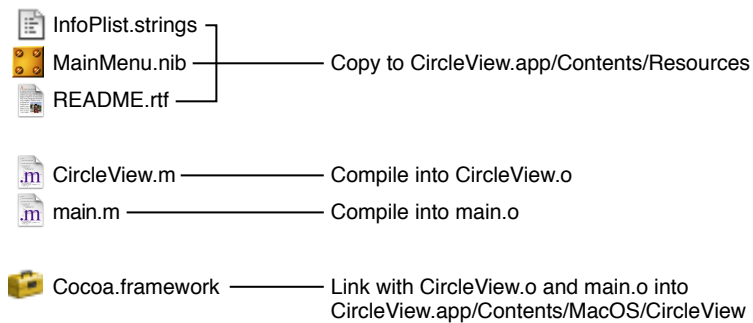 InfoPlist.strings
MainMenu.nib Copy to CircleView.app/Contents/Resources
README.rtf
.m CircleView.m Compile into CircleView.o
.m main.m Compile into main.o
Cocoa.framework Link with CircleView.o and main.o into
CircleView.app/Contents/MacOS/CircleView